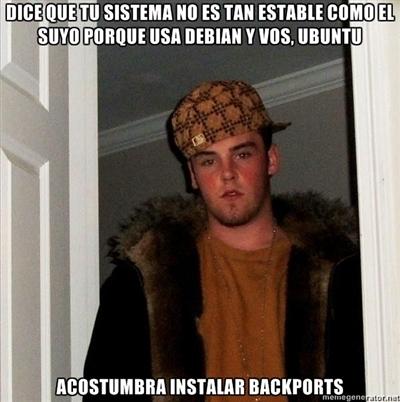 DICE QUE TU SISTEMA NO ES TAN ESTABLE COMO EL
SUYO PORQUE USA DEBIAN Y VOS, UBUNTU
ACOSTUMBRA INSTALAR BACKPORTS
memegenerator.net